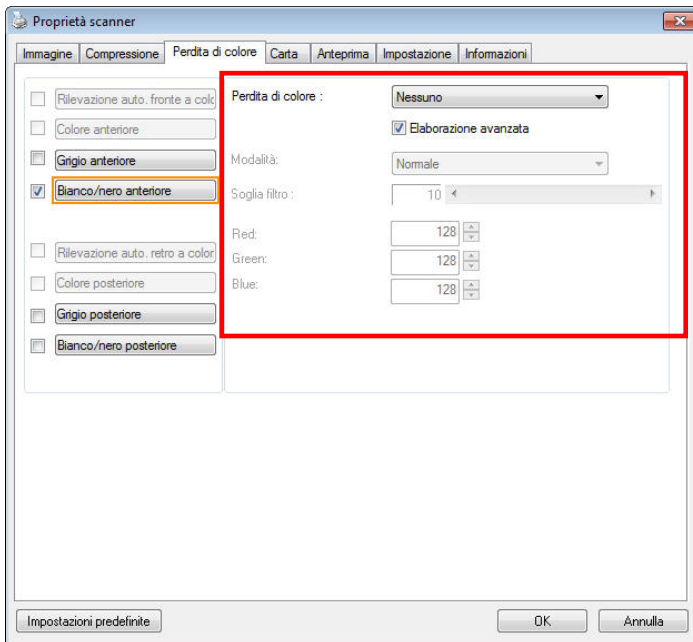 Proprietà scanner
Immagine Compressione Perdita di colore Carta Anteprima Impostazione Informazioni
Rilevazione auto. fronte a colo
Colore anteriore
Grigio anteriore
Bianco/nero anteriore
Rilevazione auto. retro a color
Colore posteriore
Grigio posteriore
Bianco/nero posteriore
Perdita di colore : Nessuno
Elaborazione avanzata
Modalità: Normale
Soglia filtro : 10
Red: 128
Green: 128
Blue: 128
Impostazioni predefinite OK Annulla